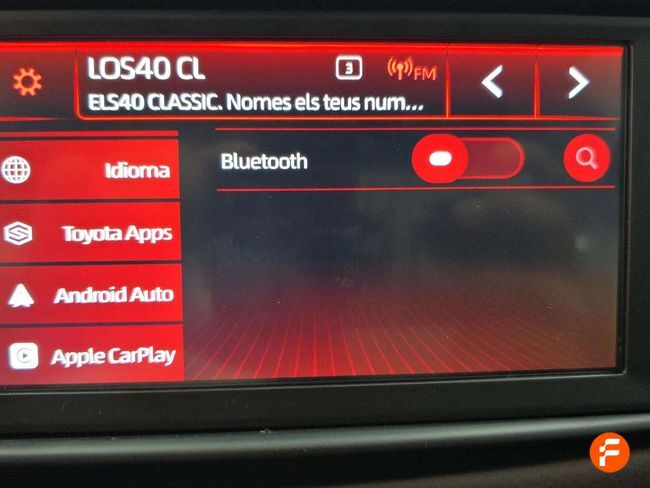 LOS40 CL
3
FM
ELS40 CLASSIC. Nomes els teus num...
Idioma
Bluetooth
Toyota Apps
Android Auto
Apple CarPlay